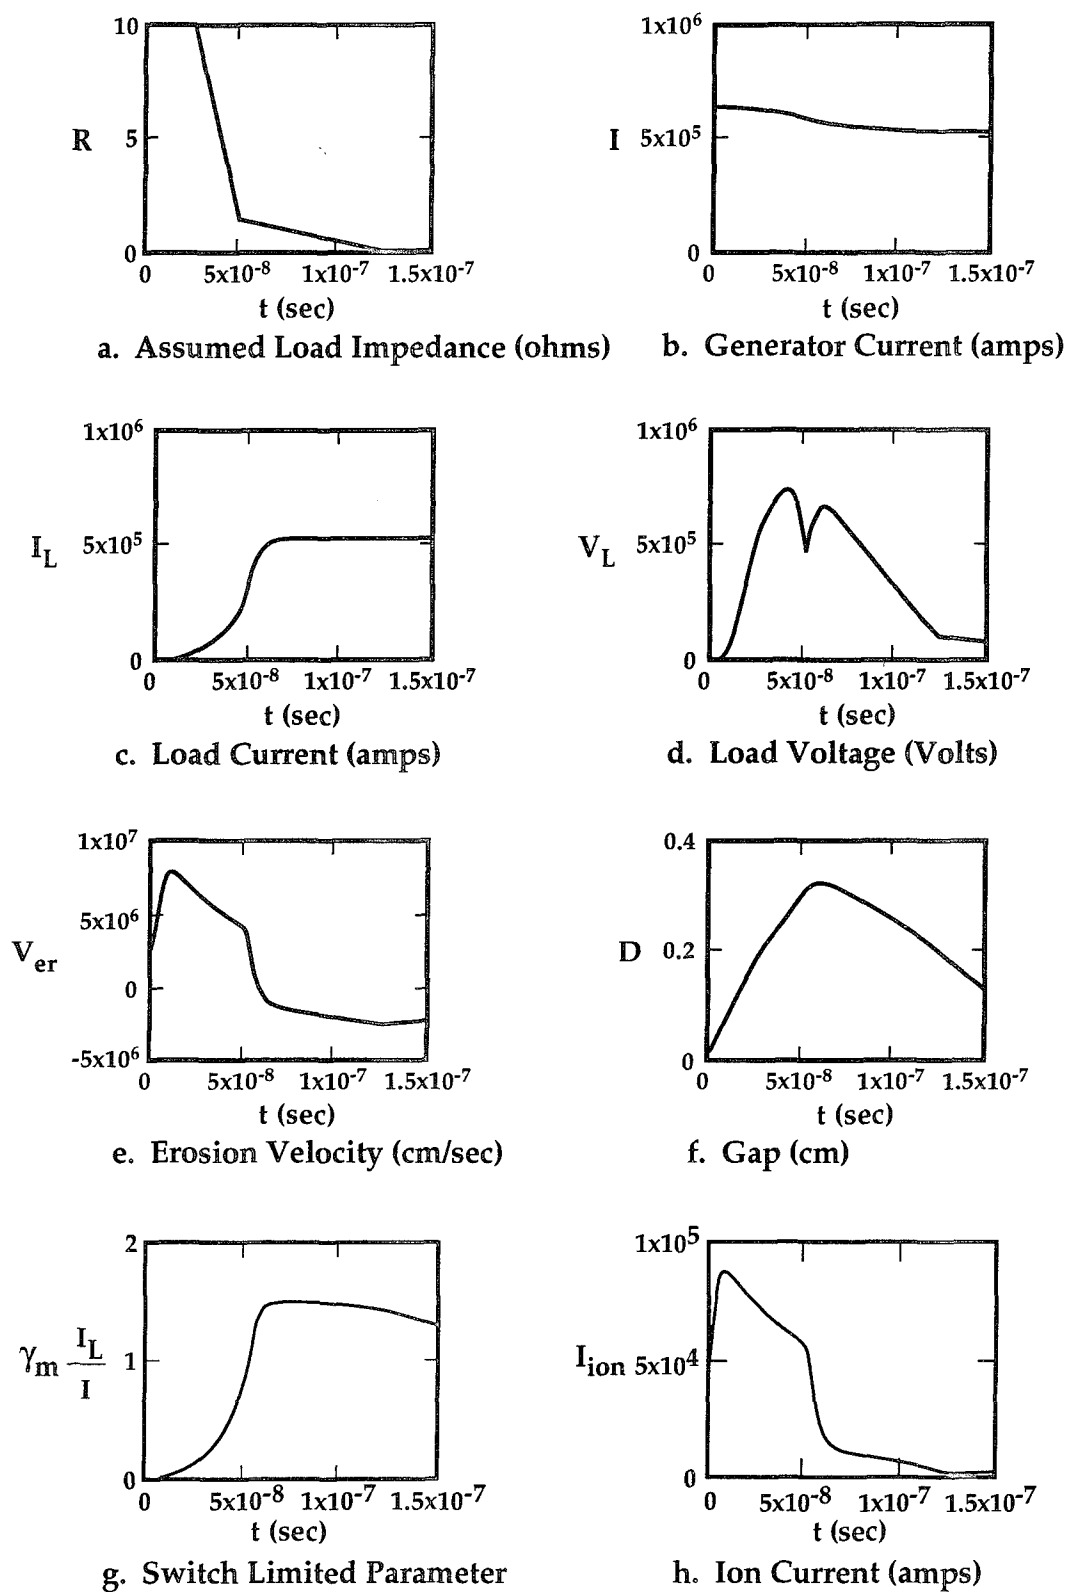 10
R
5
0
0
5x10-8
1x10-7
1.5x10-7
t (sec)
a. Assumed Load Impedance (ohms)
1x10^6
I
5x10^5
0
0
5x10-8
1x10-7
1.5x10-7
t (sec)
b. Generator Current (amps)
1x10^6
I_L
5x10^5
0
0
5x10-8
1x10-7
1.5x10-7
t (sec)
c. Load Current (amps)
1x10^6
V_L
5x10^5
0
0
5x10-8
1x10-7
1.5x10-7
t (sec)
d. Load Voltage (Volts)
1x10^7
5x10^6
V_er
0
-5x10^6
0
5x10-8
1x10-7
1.5x10-7
t (sec)
e. Erosion Velocity (cm/sec)
0.4
D
0.2
0
0
5x10-8
1x10-7
1.5x10-7
t (sec)
f. Gap (cm)
2
γ_m I_L/I
1
0
0
5x10-8
1x10-7
1.5x10-7
t (sec)
g. Switch Limited Parameter
1x10^5
I_ion
5x10^4
0
0
5x10-8
1x10-7
1.5x10-7
t (sec)
h. Ion Current (amps)